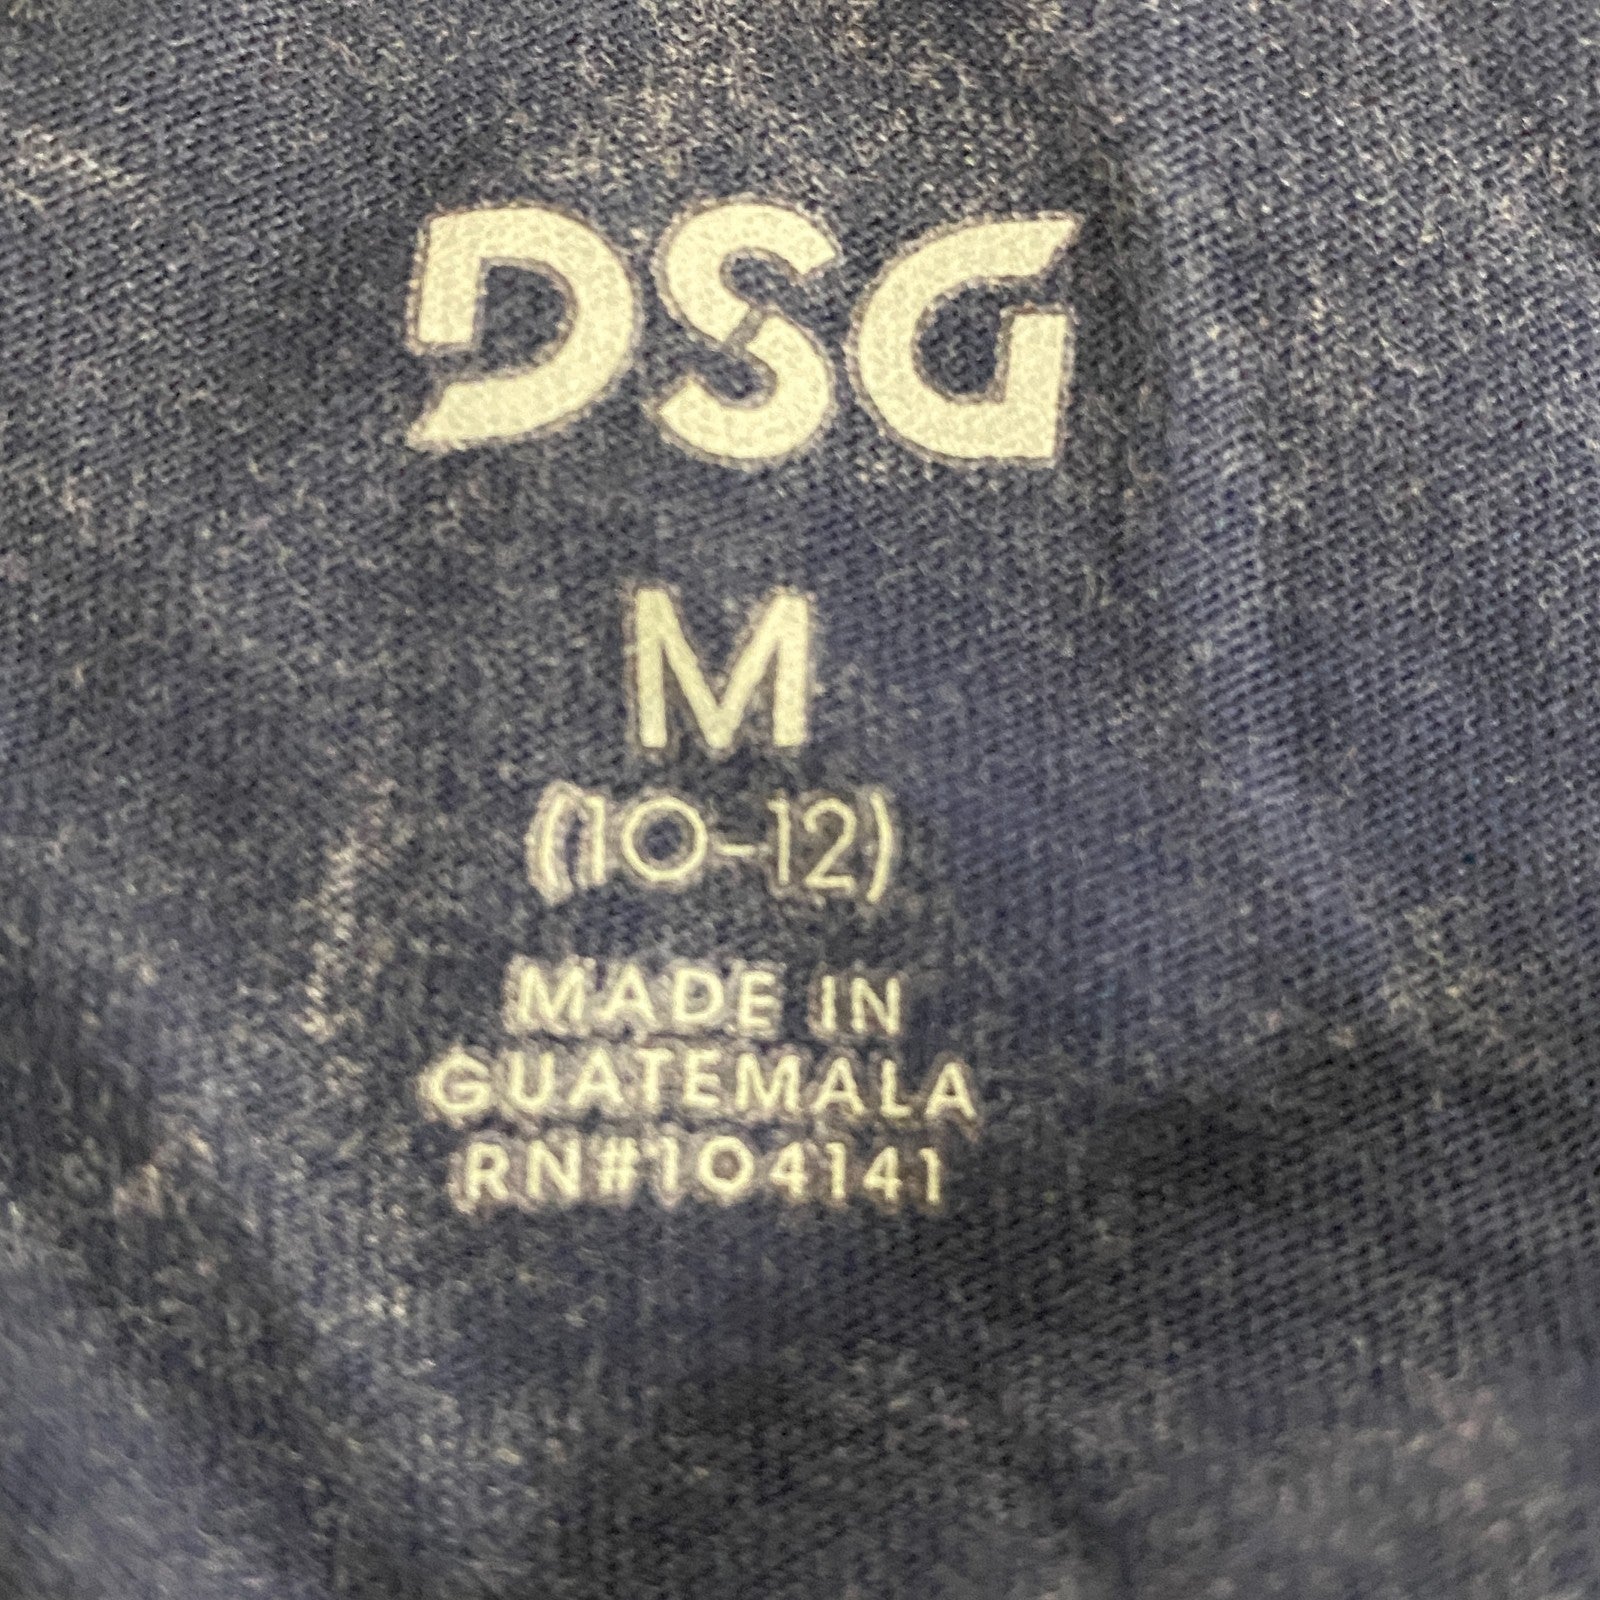 DSG
M
(10-12)
MADE IN
GUATEMALA
RN#104141